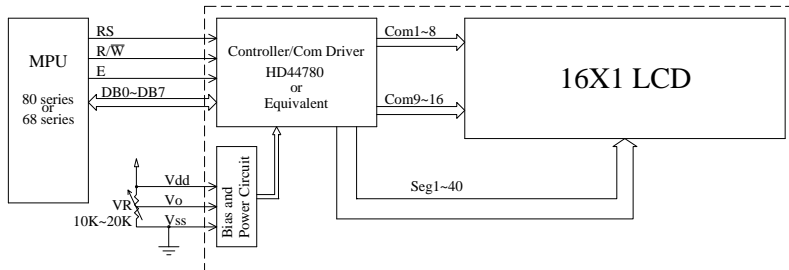 MPU
80 series
or
68 series
RS
R/W̅
E
DB0~DB7
Controller/Com Driver
HD44780
or
Equivalent
Com1~8
Com9~16
16X1 LCD
Seg1~40
Bias and
Power Circuit
Vdd
Vo
Vss
VR
10K~20K